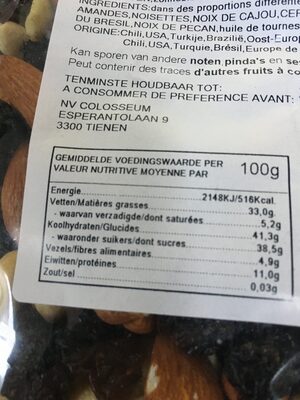 INGREDIENTS:dans des proportions différente
AMANDES,NOISETTES,NOIX DE CAJOU,CER
DU BRESIL,NOIX DE PECAN,huile de tournes
ORIGINE:Chili,USA,Turkije,Brazilië,Oost-Europ
Chili,USA,Turquie,Brésil,Europe de
Kan sporen van andere noten,pinda's en se
Peut contenir des traces d'autres fruits à co
TENMINSTE HOUDBAAR TOT:
A CONSOMMER DE PREFERENCE AVANT:
NV COLOSSEUM
ESPERANTOLAAN 9
3300 TIENEN
GEMIDDELDE VOEDINGSWAARDE PER
VALEUR NUTRITIVE MOYENNE PAR 100g
Energie 2148KJ/516Kcal.
Vetten/Matières grasses 33,0g.
- waarvan verzadigde/dont saturées 5,2g
Koolhydraten/Glucides 41,3g
- waaronder suikers/dont sucres 38,5g
Vezels/fibres alimentaires 4,9g
Eiwitten/protéines 11,0g
Zout/sel 0,03g